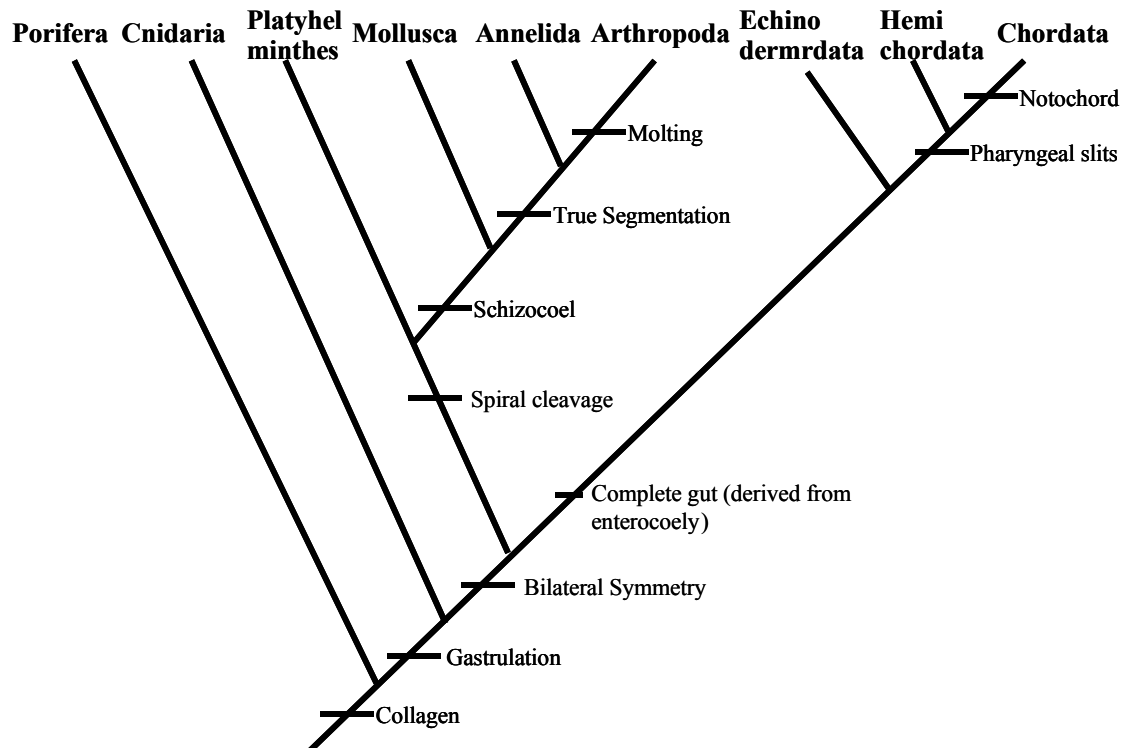 Porifera
Cnidaria
Platyhel
minthes
Mollusca
Annelida
Arthropoda
Echino
dermrdata
Hemi
chordata
Chordata
Notochord
Molting
Pharyngeal slits
True Segmentation
Schizocoel
Spiral cleavage
Complete gut (derived from
enterocoely)
Bilateral Symmetry
Gastrulation
Collagen